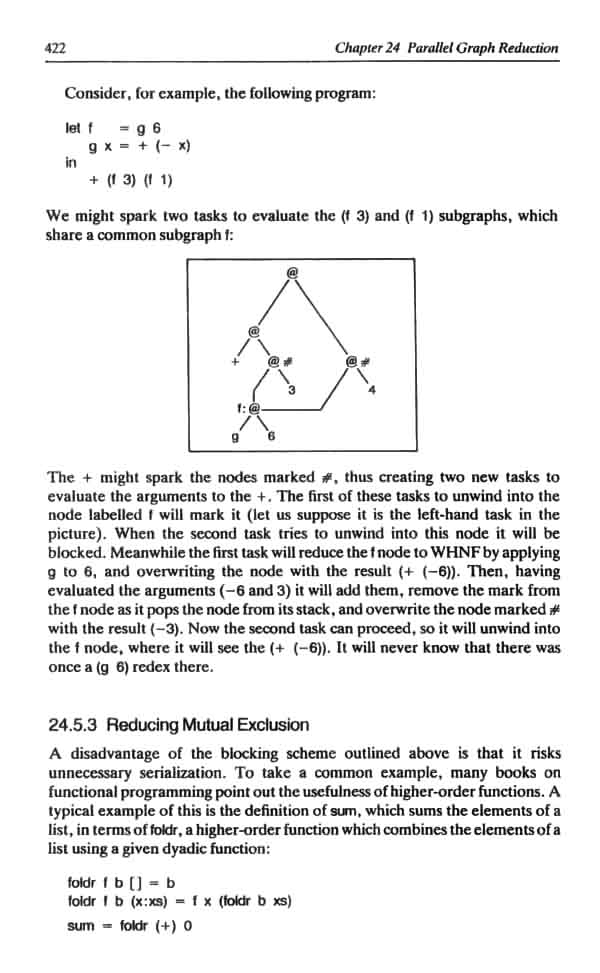 422
Chapter 24 Parallel Graph Reduction
Consider, for example, the following program:
let f = g 6
g x = + (− x)
in
+ (f 3) (f 1)
We might spark two tasks to evaluate the (f 3) and (f 1) subgraphs, which
share a common subgraph f:
@
@
+ @ # @ #
3 4
f: @
g 6
The + might spark the nodes marked #, thus creating two new tasks to
evaluate the arguments to the +. The first of these tasks to unwind into the
node labelled f will mark it (let us suppose it is the left-hand task in the
picture). When the second task tries to unwind into this node it will be
blocked. Meanwhile the first task will reduce the f node to WHNF by applying
g to 6, and overwriting the node with the result (+ (−6)). Then, having
evaluated the arguments (−6 and 3) it will add them, remove the mark from
the f node as it pops the node from its stack, and overwrite the node marked #
with the result (−3). Now the second task can proceed, so it will unwind into
the f node, where it will see the (+ (−6)). It will never know that there was
once a (g 6) redex there.
24.5.3 Reducing Mutual Exclusion
A disadvantage of the blocking scheme outlined above is that it risks
unnecessary serialization. To take a common example, many books on
functional programming point out the usefulness of higher-order functions. A
typical example of this is the definition of sum, which sums the elements of a
list, in terms of foldr, a higher-order function which combines the elements of a
list using a given dyadic function:
foldr f b [] = b
foldr f b (x:xs) = f x (foldr b xs)
sum = foldr (+) 0